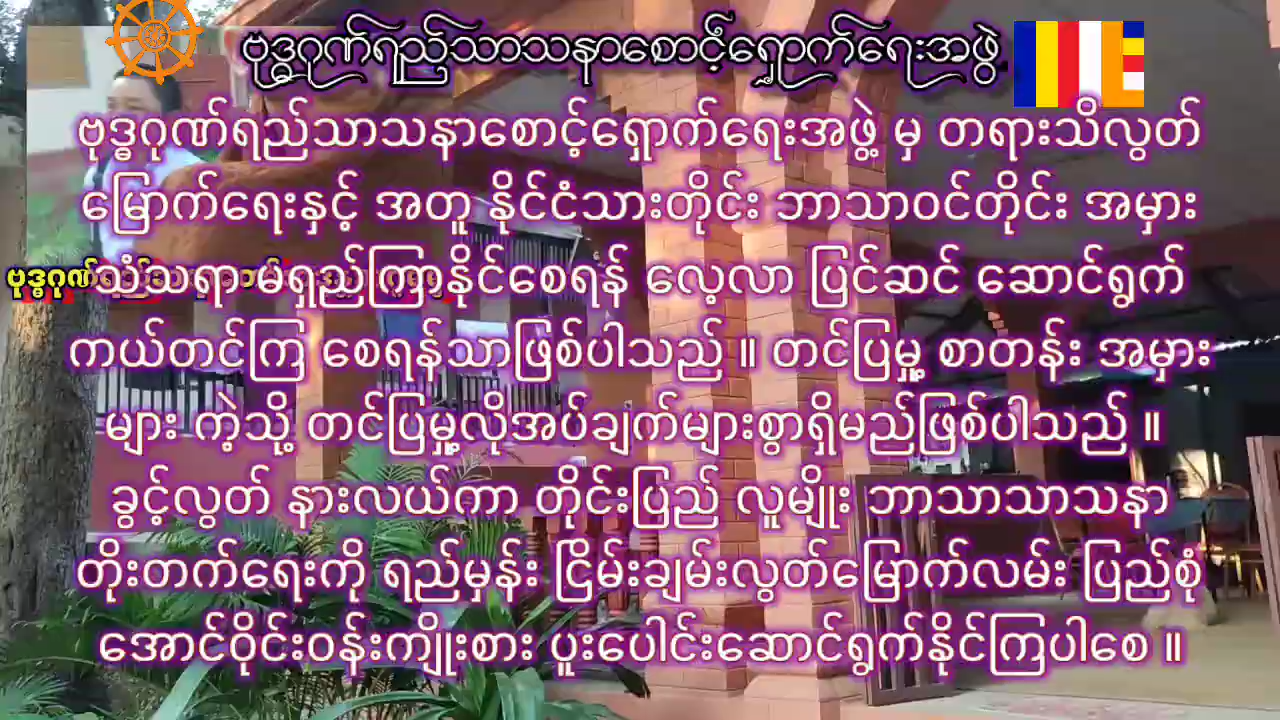 ဗုဒ္ဓဂုဏ်ရည်သာသနာစောင့်ရှောက်ရေးအဖွဲ့
ဗုဒ္ဓဂုဏ်ရည်သာသနာစောင့်ရှောက်ရေးအဖွဲ့ မှ တရားသိလွတ်
မြောက်ရေးနှင့် အတူ နိုင်ငံသားတိုင်း ဘာသာဝင်တိုင်း အမှား
သံသရာ မရှည်ကြာနိုင်စေရန် လေ့လာ ပြင်ဆင် ဆောင်ရွက်
ဗုဒ္ဓဂုဏ်
ကယ်တင်ကြ စေရန်သာဖြစ်ပါသည် ။ တင်ပြမှု့ စာတန်း အမှား
များ ကဲ့သို့ တင်ပြမှု့လိုအပ်ချက်များစွာရှိမည်ဖြစ်ပါသည် ။
ခွင့်လွတ် နားလယ်ကာ တိုင်းပြည် လူမျိုး ဘာသာသာသနာ
တိုးတက်ရေးကို ရည်မှန်း ငြိမ်းချမ်းလွတ်မြောက်လမ်း ပြည်စုံ
အောင်ဝိုင်းဝန်းကျိုးစား ပူးပေါင်းဆောင်ရွက်နိုင်ကြပါစေ ။